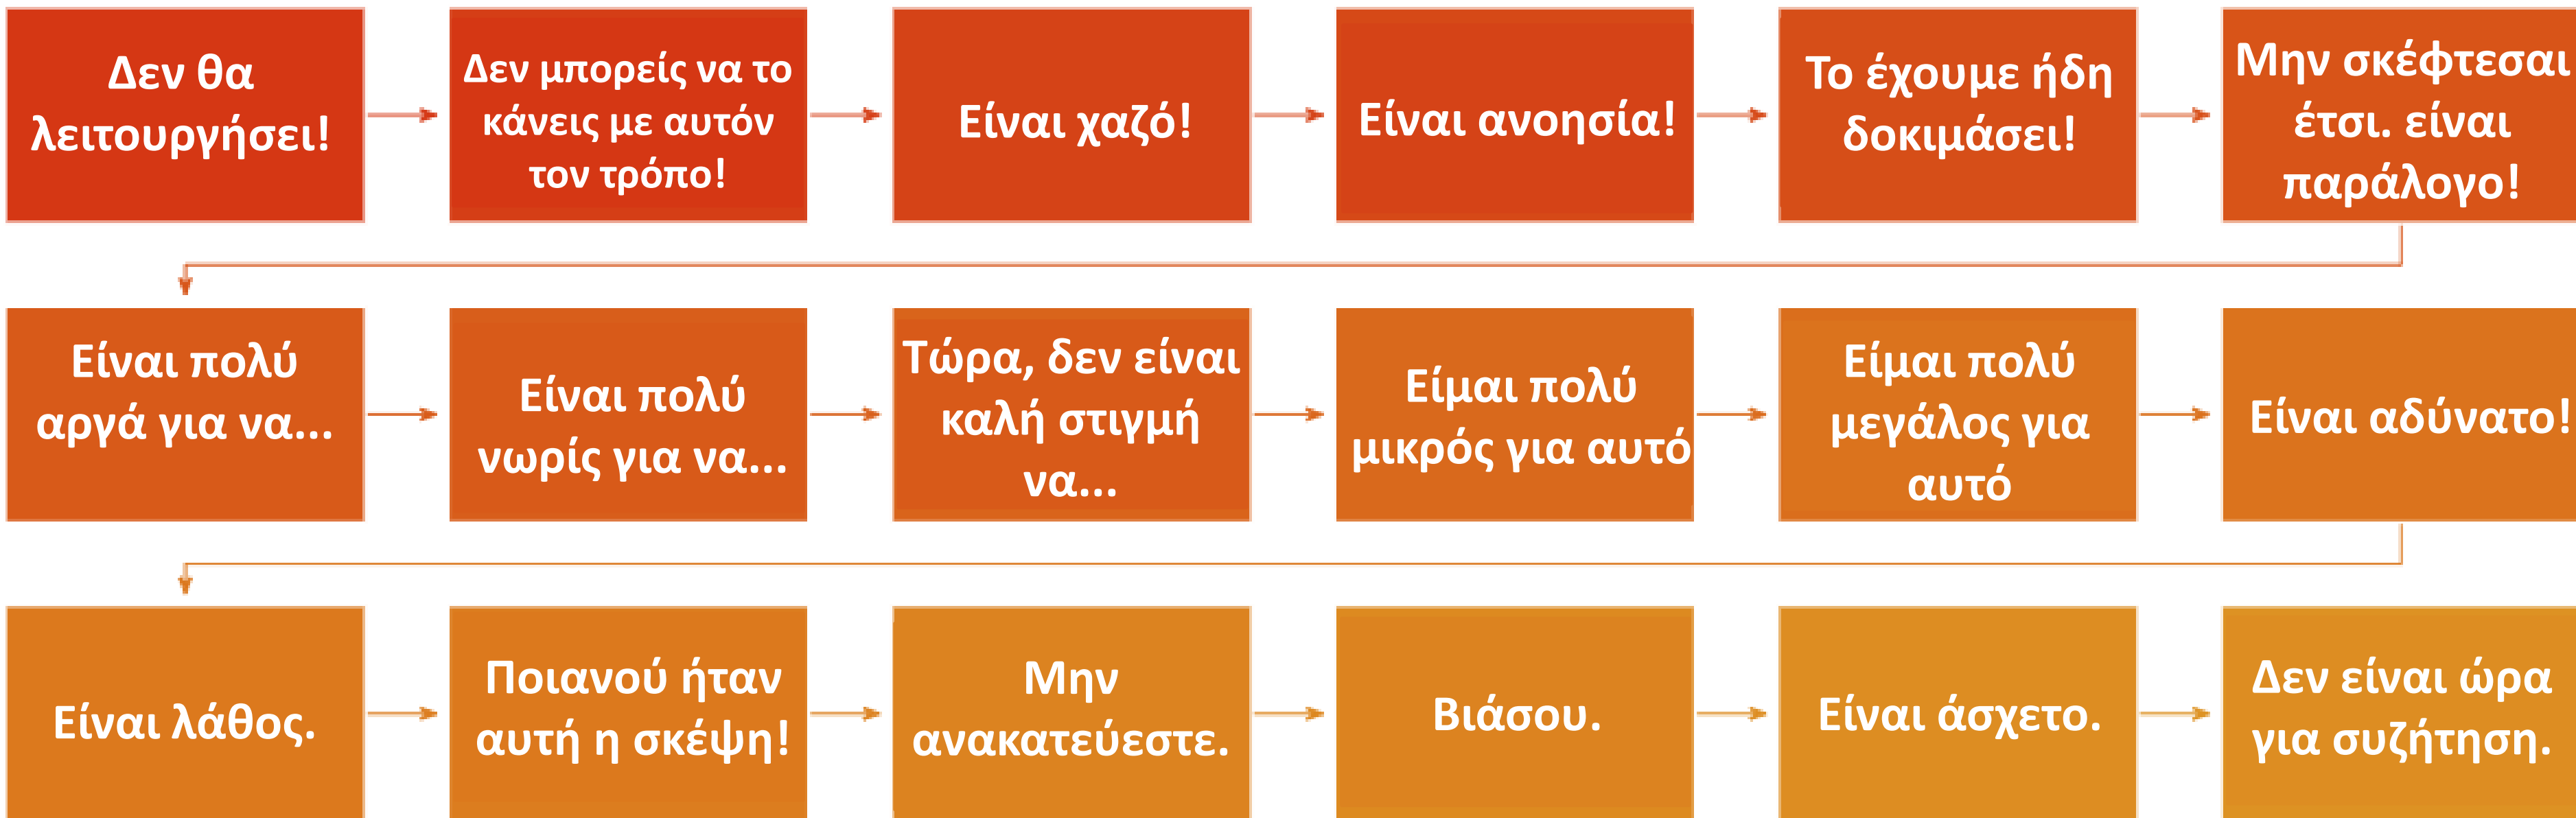 Δεν θα
λειτουργήσει!
Δεν μπορείς να το
κάνεις με αυτόν
τον τρόπο!
Είναι χαζό!
Είναι ανοησία!
Το έχουμε ήδη
δοκιμάσει!
Μην σκέφτεσαι
έτσι. είναι
παράλογο!
Είναι πολύ
αργά για να...
Είναι πολύ
νωρίς για να...
Τώρα, δεν είναι
καλή στιγμή
να...
Είμαι πολύ
μικρός για αυτό
Είμαι πολύ
μεγάλος για
αυτό
Είναι αδύνατο!
Είναι λάθος.
Ποιανού ήταν
αυτή η σκέψη!
Μην
ανακατεύεστε.
Βιάσου.
Είναι άσχετο.
Δεν είναι ώρα
για συζήτηση.